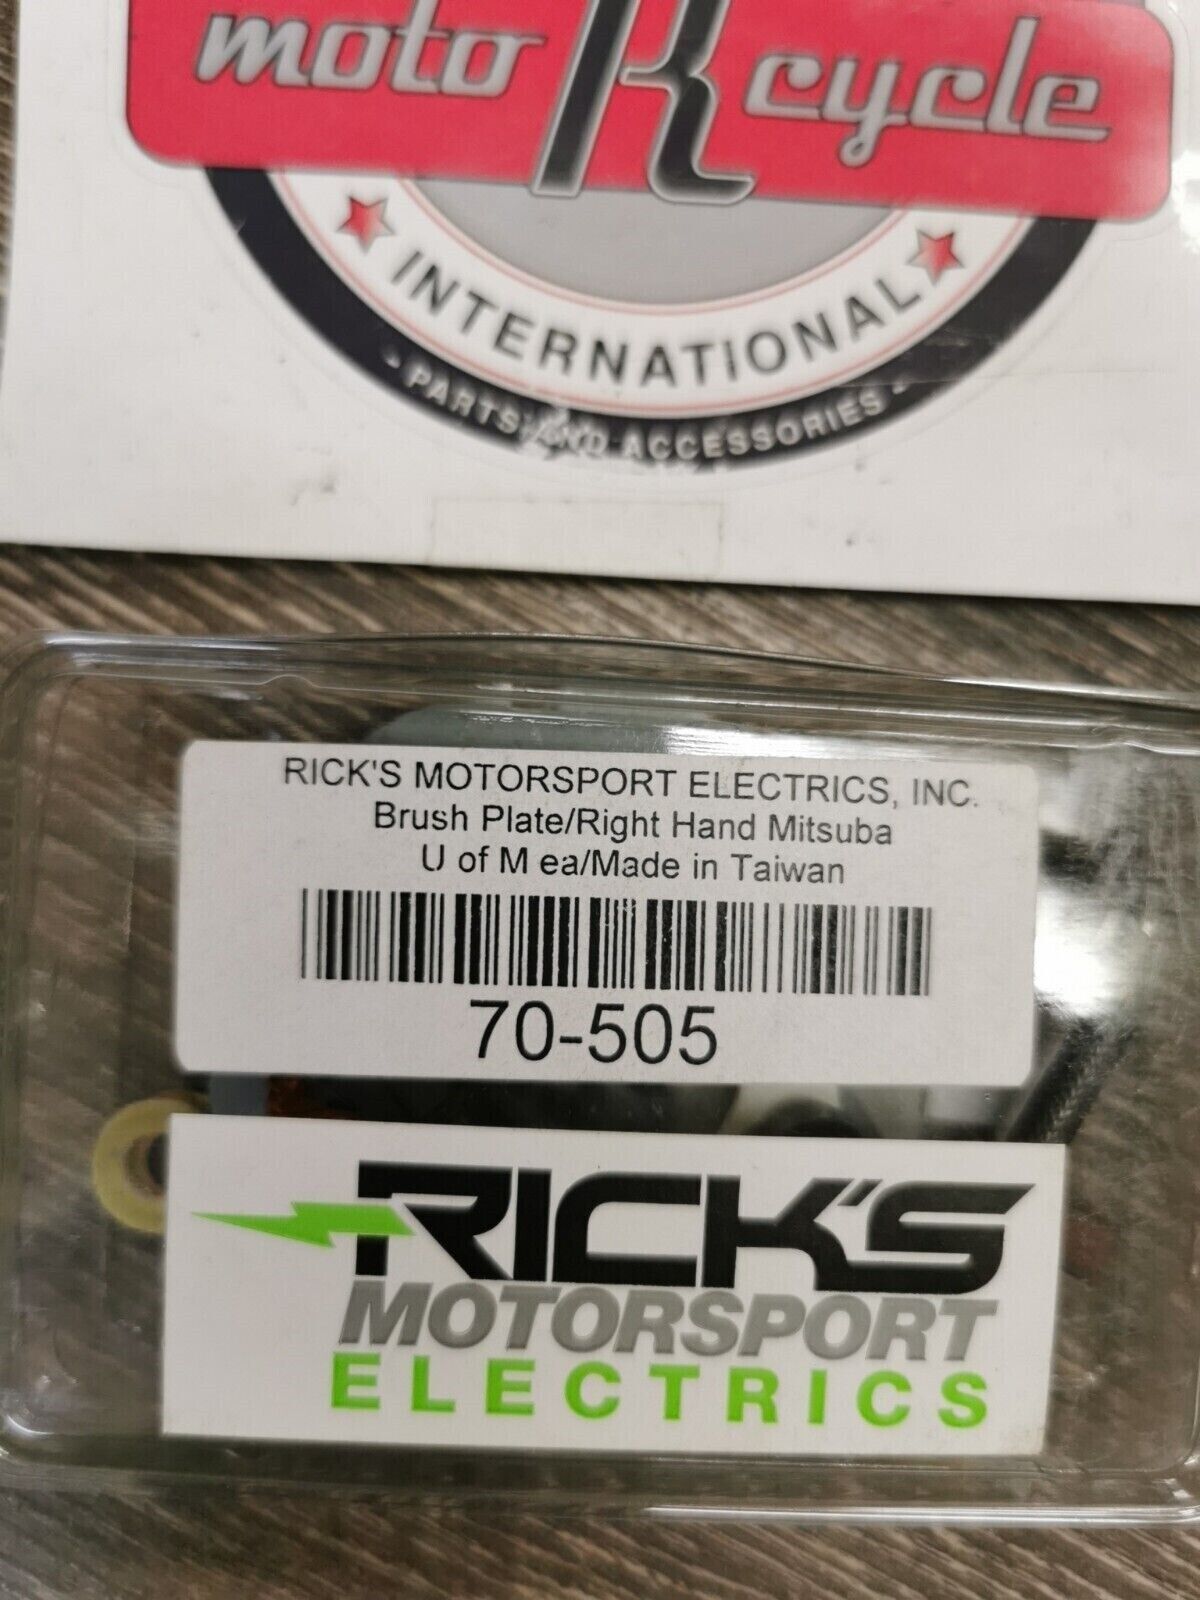 moto R cycle
INTERNATIONAL
- PARTS AND ACCESSORIES -
RICK'S MOTORSPORT ELECTRICS, INC.
Brush Plate/Right Hand Mitsuba
U of M ea/Made in Taiwan
70-505
RICK'S
MOTORSPORT
ELECTRICS